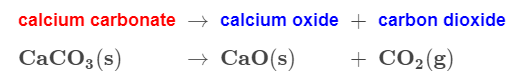 calcium carbonate → calcium oxide + carbon dioxide
CaCO₃(s) → CaO(s) + CO₂(g)